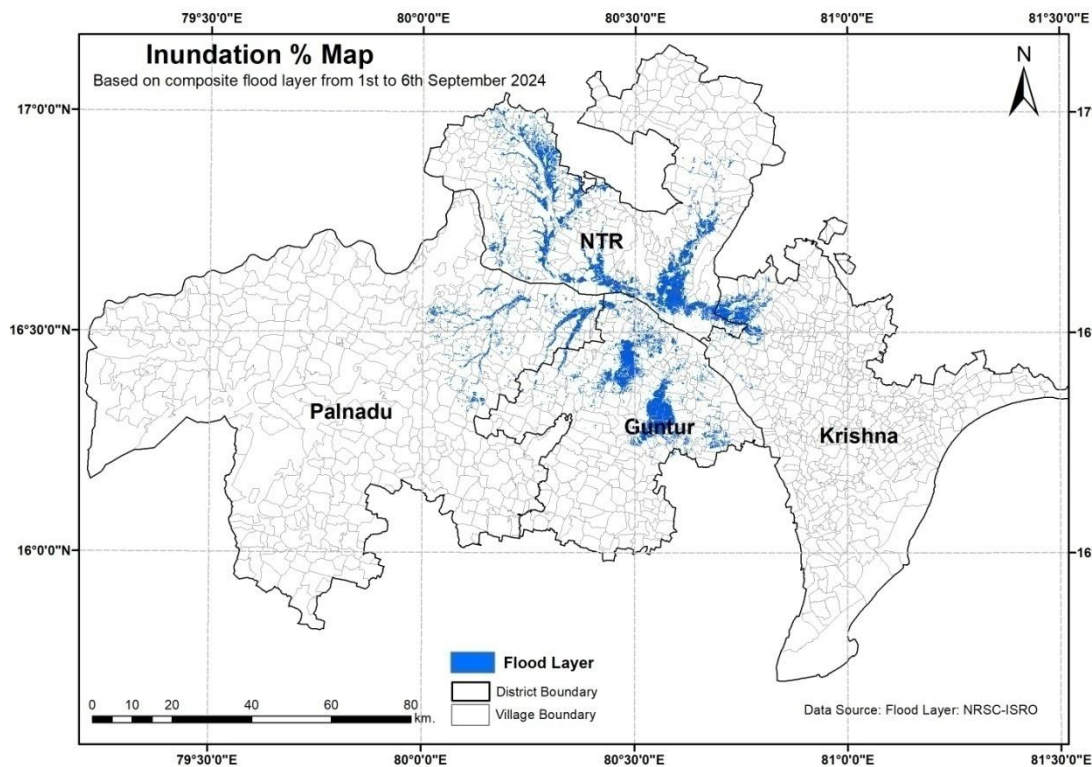 79°30'0"E 80°0'0"E 80°30'0"E 81°0'0"E 81°30'0"E
Inundation % Map
Based on composite flood layer from 1st to 6th September 2024
N
17°0'0"N 17
NTR
16°30'0"N 16
Palnadu
Guntur
Krishna
16°0'0"N 16
Flood Layer
District Boundary
Village Boundary
0 10 20 40 60 80
km.
Data Source: Flood Layer: NRSC-ISRO
79°30'0"E 80°0'0"E 80°30'0"E 81°0'0"E 81°30'0"E